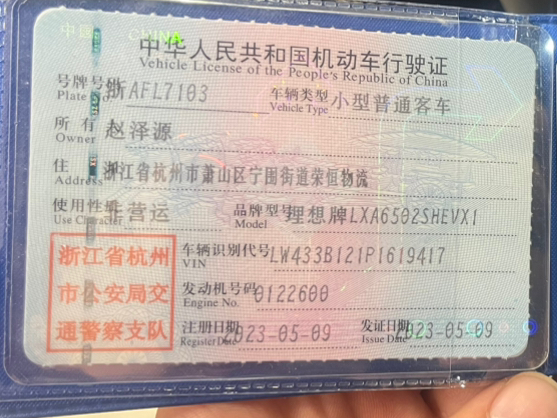 中国 CHINA
中华人民共和国机动车行驶证
Vehicle License of the People's Republic of China
号牌号码 浙AFL7103 车辆类型 小型普通客车
Plate No. Vehicle Type
所有人 赵泽源
Owner
住址 浙江省杭州市萧山区宁围街道荣恒物流
Address
使用性质 非营运 品牌型号 理想牌LXA6502SHEVX1
Use Character Model
浙江省杭州 车辆识别代号 LW433B121P1619417
VIN
市公安局交 发动机号码 0122600
Engine No.
通警察支队 注册日期 2023-05-09 发证日期 2023-05-09
Register Date Issue Date